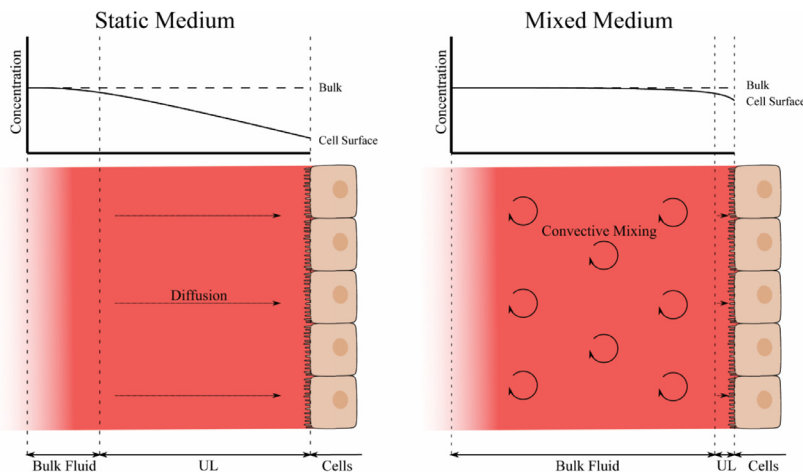 Static Medium
Concentration
Bulk
Cell Surface
Diffusion
Bulk Fluid
UL
Cells
Mixed Medium
Concentration
Bulk
Cell Surface
Convective Mixing
Bulk Fluid
UL
Cells